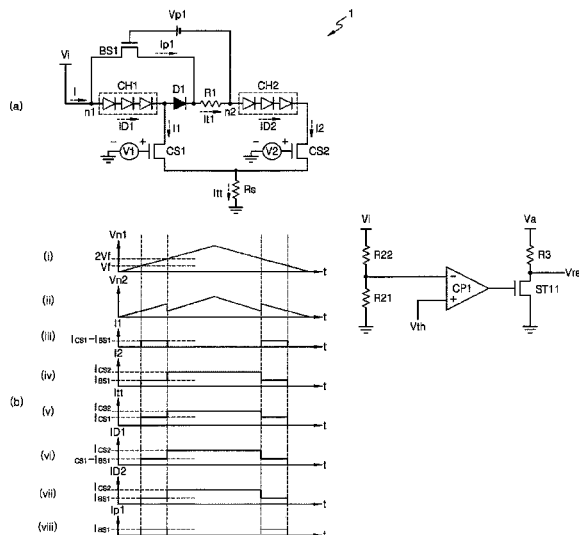 1
(a)
Vi
I
n1
BS1
Vp1
Ip1
CH1
iD1
D1
R1
It1
n2
CH2
iD2
I1
I2
V1
CS1
V2
CS2
Itt
Rs
(b)
(i)
Vn1
2Vf
Vf
t
(ii)
Vn2
t
(iii)
I1
ICS1-IBS1
t
(iv)
I2
ICS2
IBS1
t
(v)
Itt
ICS2
ICS1
t
(vi)
ID1
ICS2
CS1-IBS1
t
(vii)
ID2
ICS2
IBS1
t
(viii)
Ip1
IBS1
t
Vi
R22
R21
Vth
CP1
Va
R3
ST11